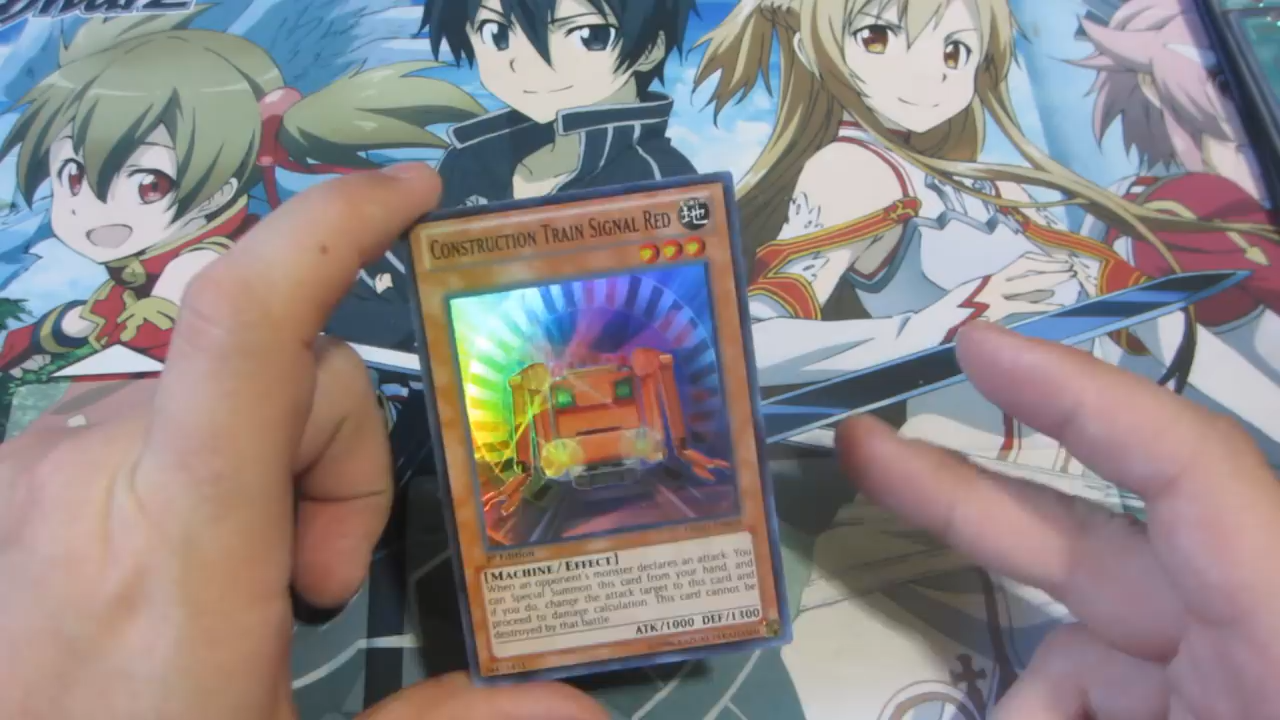 CONSTRUCTION TRAIN SIGNAL RED
地
1st Edition
[MACHINE/EFFECT]
When an opponent's monster declares an attack: You
can Special Summon this card from your hand, and
if you do, change the attack target to this card and
proceed to damage calculation. This card cannot be
destroyed by that battle.
ATK/1000 DEF/1300